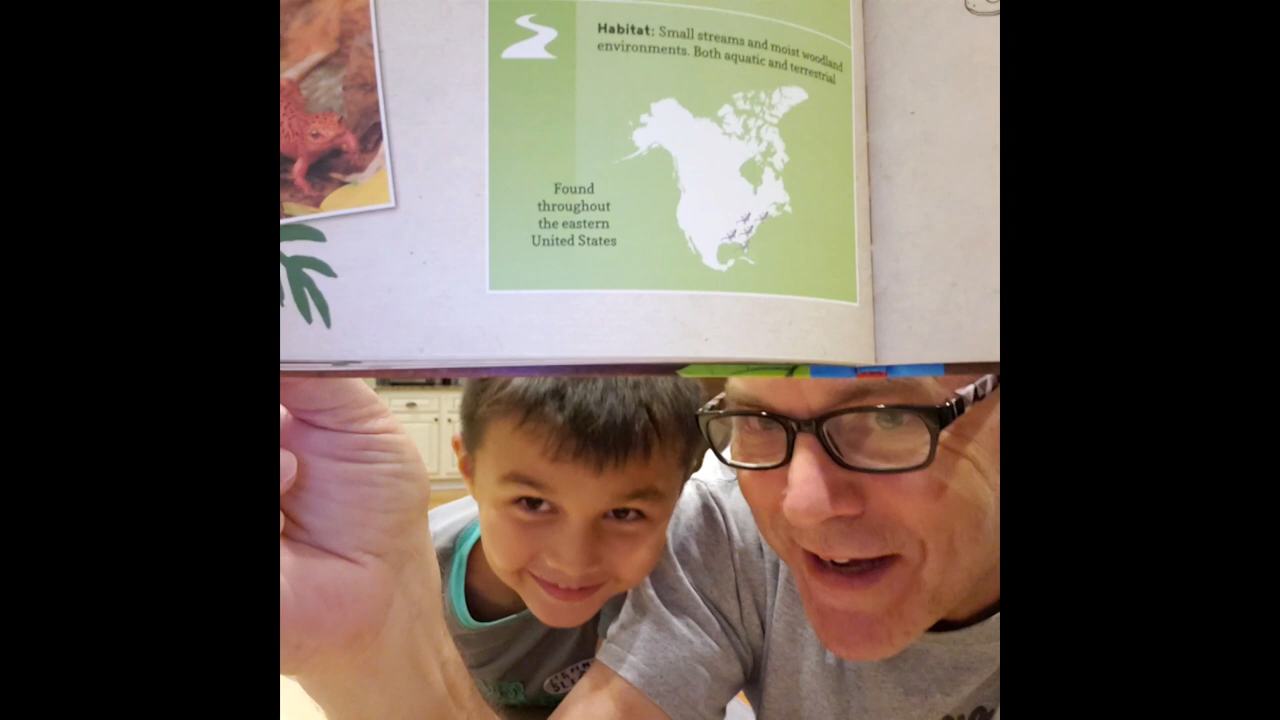 Habitat: Small streams and moist woodland
environments. Both aquatic and terrestrial
Found
throughout
the eastern
United States